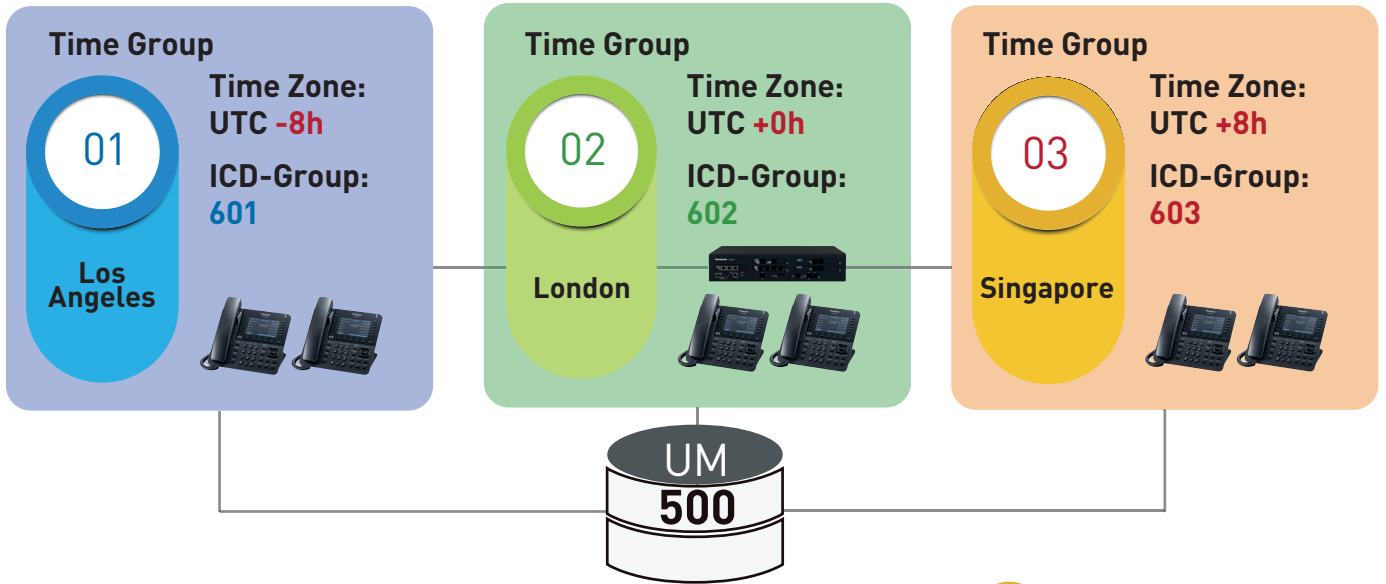 Time Group
01
Time Zone:
UTC -8h
ICD-Group:
601
Los
Angeles
Time Group
02
Time Zone:
UTC +0h
ICD-Group:
602
London
Time Group
03
Time Zone:
UTC +8h
ICD-Group:
603
Singapore
UM
500